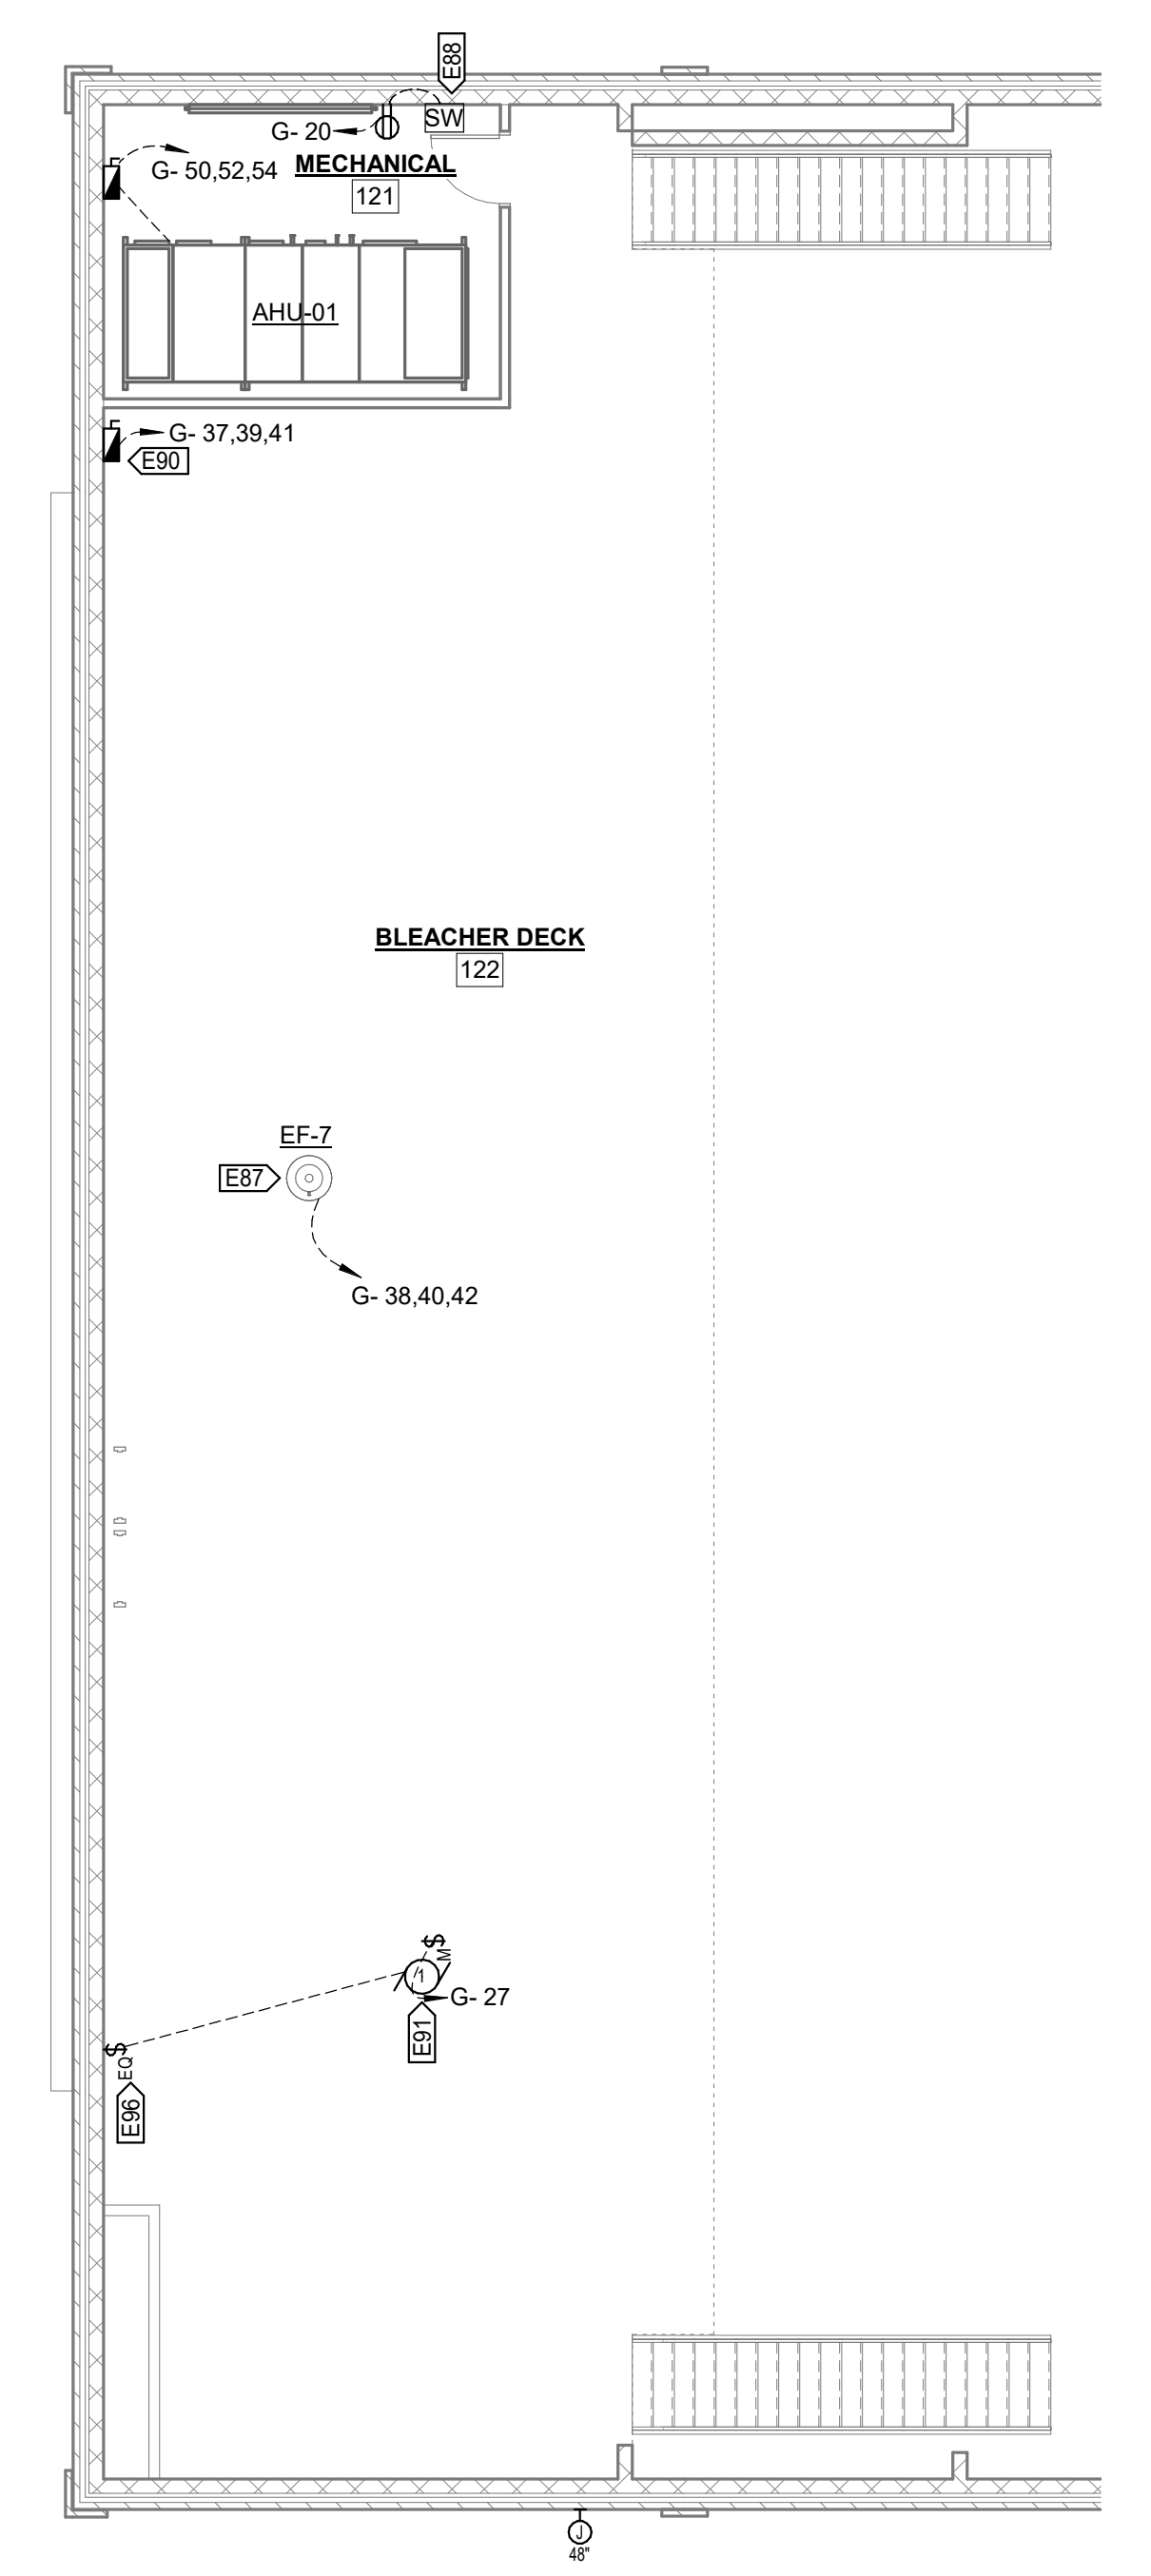 E88
SW
G- 20
G- 50,52,54
MECHANICAL
121
AHU-01
G- 37,39,41
E90
BLEACHER DECK
122
EF-7
E87
G- 38,40,42
$
M
1
G- 27
E91
$
EQ
E96
J
48"